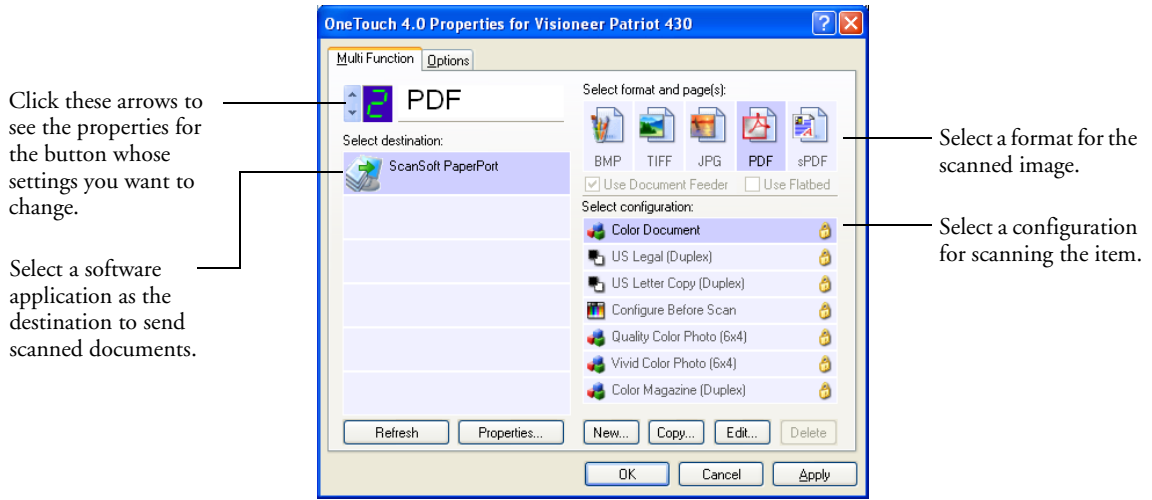 OneTouch 4.0 Properties for Visioneer Patriot 430
Multi Function
Options
Click these arrows to
see the properties for
the button whose
settings you want to
change.
Select a software
application as the
destination to send
scanned documents.
2
PDF
Select destination:
ScanSoft PaperPort
Refresh
Properties...
Select format and page(s):
BMP
TIFF
JPG
PDF
sPDF
Use Document Feeder
Use Flatbed
Select configuration:
Color Document
US Legal (Duplex)
US Letter Copy (Duplex)
Configure Before Scan
Quality Color Photo (6x4)
Vivid Color Photo (6x4)
Color Magazine (Duplex)
New...
Copy...
Edit...
Delete
OK
Cancel
Apply
Select a format for the
scanned image.
Select a configuration
for scanning the item.